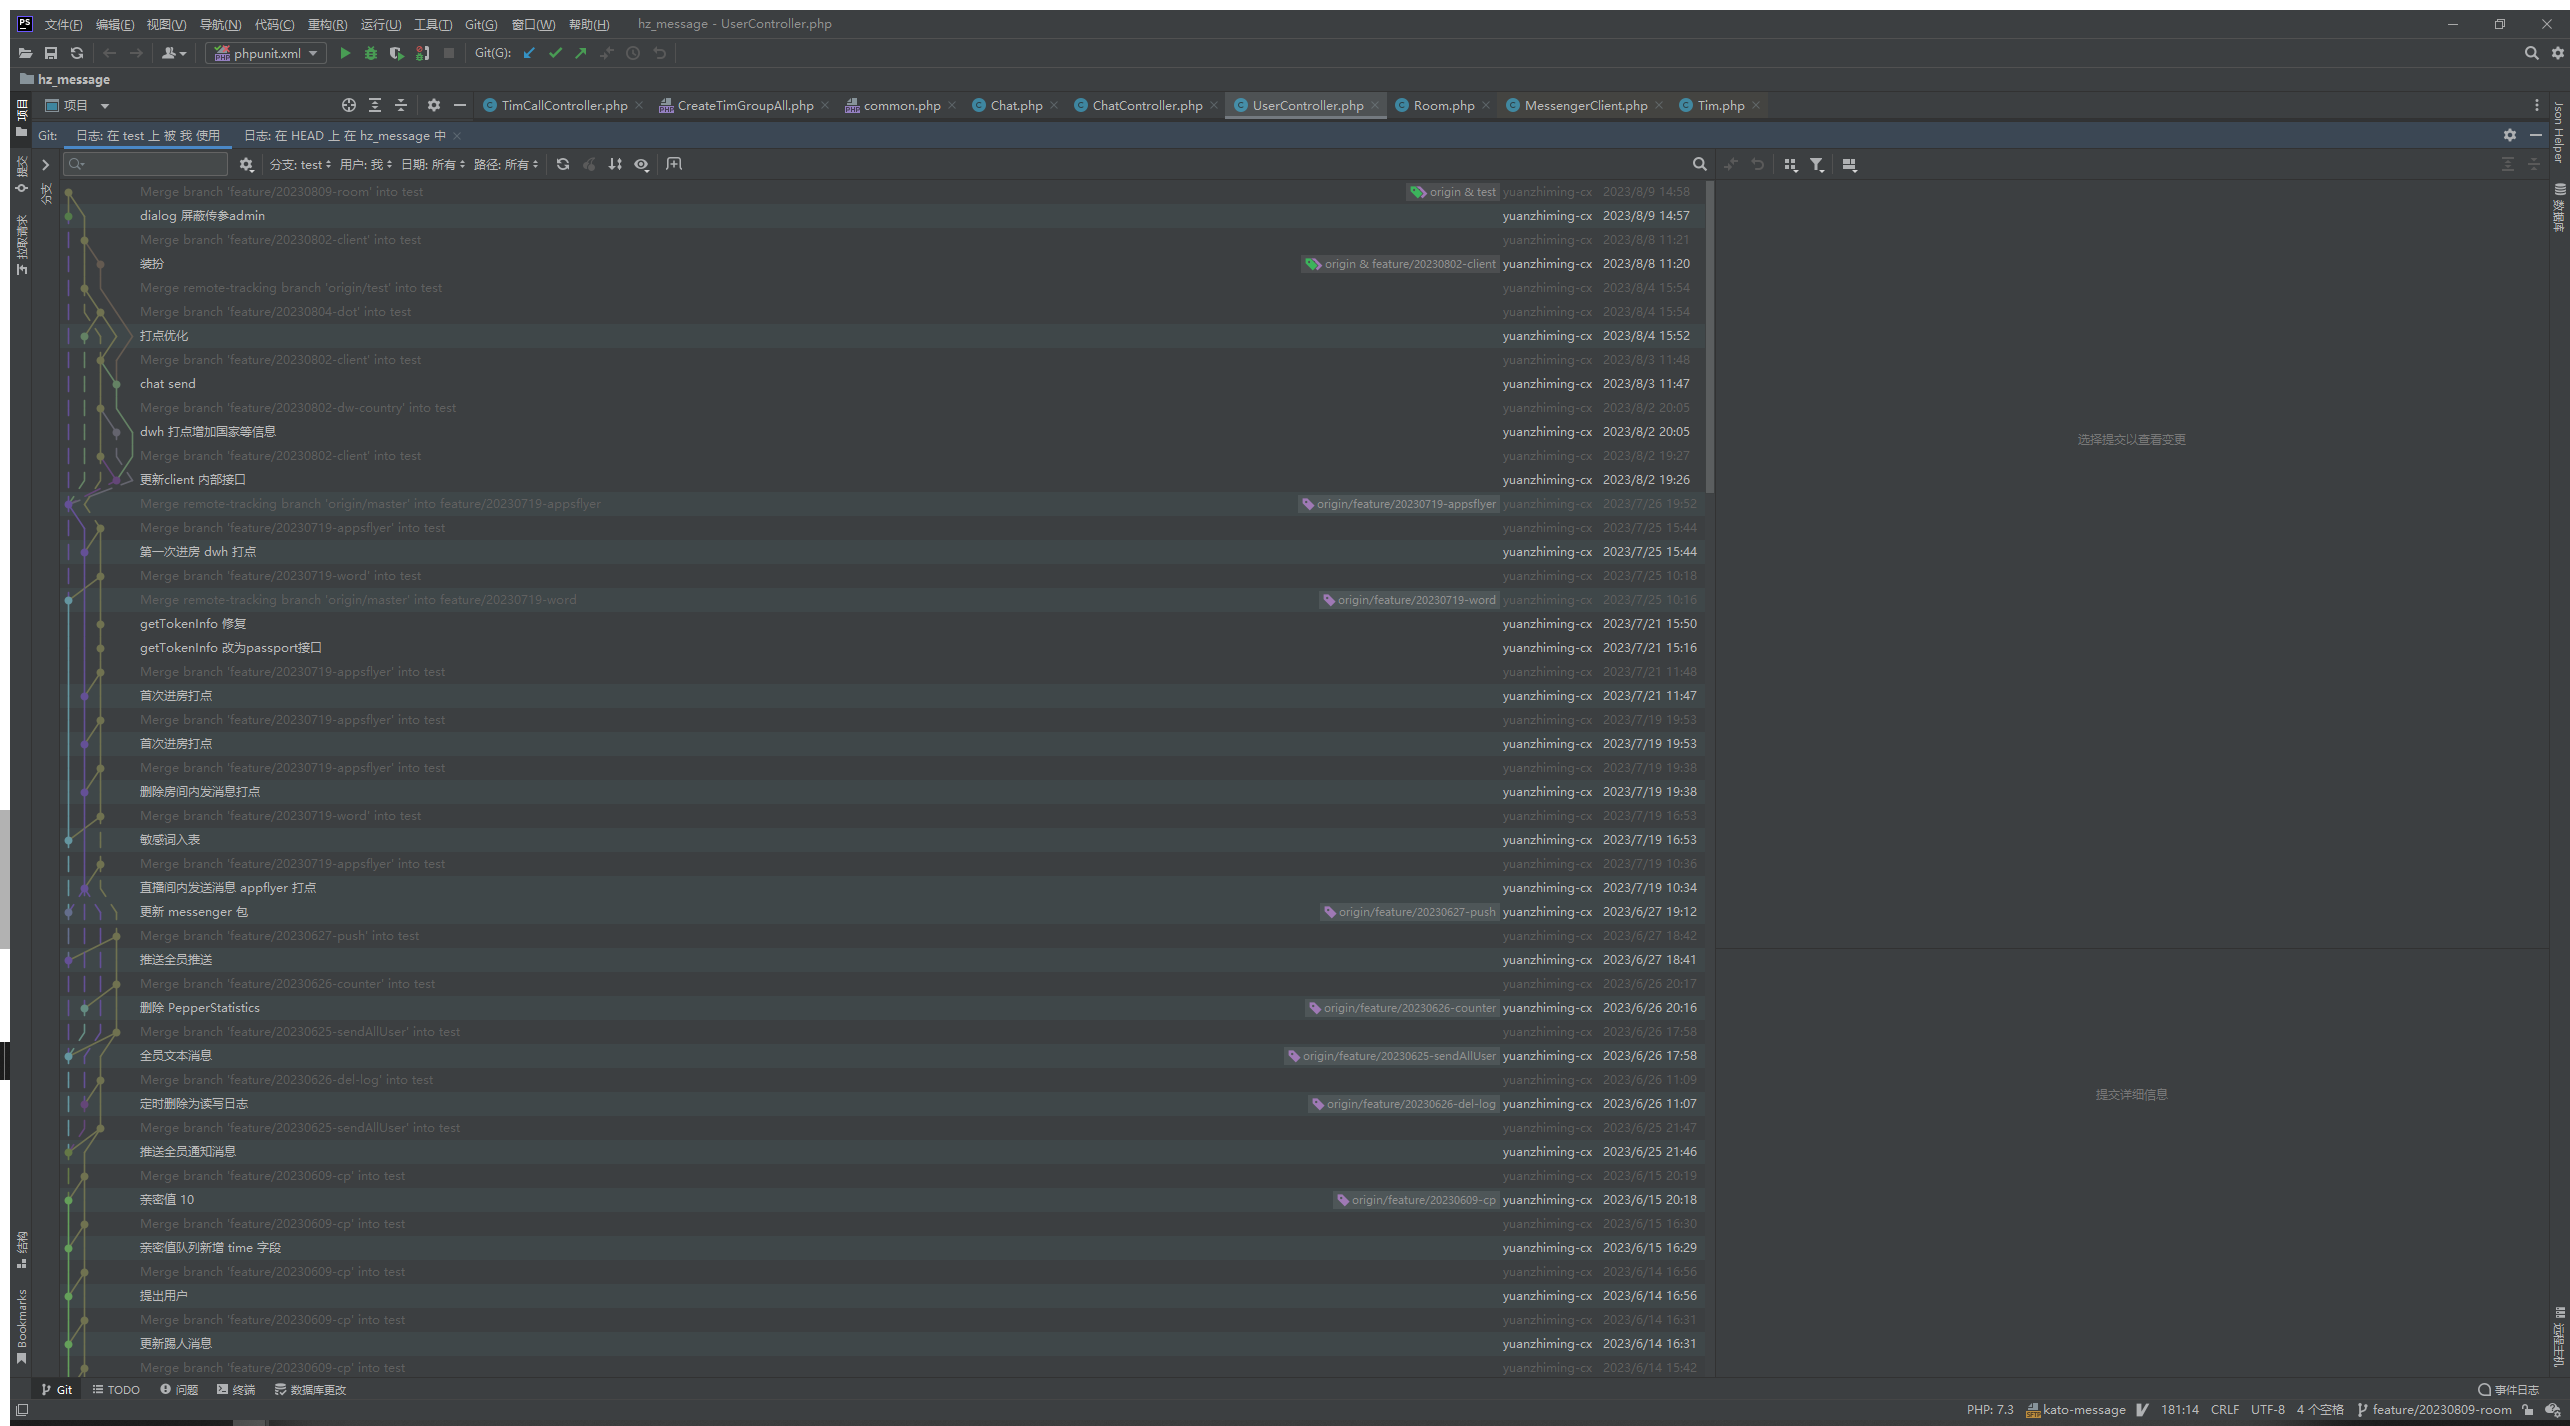 文件(F) 编辑(E) 视图(V) 导航(N) 代码(C) 重构(R) 运行(U) 工具(T) Git(G) 窗口(W) 帮助(H) hz_message - UserController.php
phpunit.xml Git(G):
hz_message
项目 TimCallController.php CreateTimGroupAll.php common.php Chat.php ChatController.php UserController.php Room.php MessengerClient.php Tim.php
Git: 日志: 在 test 上 被 我 使用 日志: 在 HEAD 上 在 hz_message 中
分支: test 用户: 我 日期: 所有 路径: 所有
Merge branch 'feature/20230809-room' into test origin & test yuanzhiming-cx 2023/8/9 14:58
dialog 屏蔽传参admin yuanzhiming-cx 2023/8/9 14:57
Merge branch 'feature/20230802-client' into test yuanzhiming-cx 2023/8/8 11:21
装扮 origin & feature/20230802-client yuanzhiming-cx 2023/8/8 11:20
Merge remote-tracking branch 'origin/test' into test yuanzhiming-cx 2023/8/4 15:54
Merge branch 'feature/20230804-dot' into test yuanzhiming-cx 2023/8/4 15:54
打点优化 yuanzhiming-cx 2023/8/4 15:52
Merge branch 'feature/20230802-client' into test yuanzhiming-cx 2023/8/3 11:48
chat send yuanzhiming-cx 2023/8/3 11:47
Merge branch 'feature/20230802-dw-country' into test yuanzhiming-cx 2023/8/2 20:05
dwh 打点增加国家等信息 yuanzhiming-cx 2023/8/2 20:05
Merge branch 'feature/20230802-client' into test yuanzhiming-cx 2023/8/2 19:27
更新client 内部接口 yuanzhiming-cx 2023/8/2 19:26
Merge remote-tracking branch 'origin/master' into feature/20230719-appsflyer origin/feature/20230719-appsflyer yuanzhiming-cx 2023/7/26 19:52
Merge branch 'feature/20230719-appsflyer' into test yuanzhiming-cx 2023/7/25 15:44
第一次进房 dwh 打点 yuanzhiming-cx 2023/7/25 15:44
Merge branch 'feature/20230719-word' into test yuanzhiming-cx 2023/7/25 10:18
Merge remote-tracking branch 'origin/master' into feature/20230719-word origin/feature/20230719-word yuanzhiming-cx 2023/7/25 10:16
getTokenInfo 修复 yuanzhiming-cx 2023/7/21 15:50
getTokenInfo 改为passport接口 yuanzhiming-cx 2023/7/21 15:16
Merge branch 'feature/20230719-appsflyer' into test yuanzhiming-cx 2023/7/21 11:48
首次进房打点 yuanzhiming-cx 2023/7/21 11:47
Merge branch 'feature/20230719-appsflyer' into test yuanzhiming-cx 2023/7/19 19:53
首次进房打点 yuanzhiming-cx 2023/7/19 19:53
Merge branch 'feature/20230719-appsflyer' into test yuanzhiming-cx 2023/7/19 19:38
删除房间内发消息打点 yuanzhiming-cx 2023/7/19 19:38
Merge branch 'feature/20230719-word' into test yuanzhiming-cx 2023/7/19 16:53
敏感词入表 yuanzhiming-cx 2023/7/19 16:53
Merge branch 'feature/20230719-appsflyer' into test yuanzhiming-cx 2023/7/19 10:36
直播间内发送消息 appflyer 打点 yuanzhiming-cx 2023/7/19 10:34
更新 messenger 包 origin/feature/20230627-push yuanzhiming-cx 2023/6/27 19:12
Merge branch 'feature/20230627-push' into test yuanzhiming-cx 2023/6/27 18:42
推送全员推送 yuanzhiming-cx 2023/6/27 18:41
Merge branch 'feature/20230626-counter' into test yuanzhiming-cx 2023/6/26 20:17
删除 PepperStatistics origin/feature/20230626-counter yuanzhiming-cx 2023/6/26 20:16
Merge branch 'feature/20230625-sendAllUser' into test yuanzhiming-cx 2023/6/26 17:58
全员文本消息 origin/feature/20230625-sendAllUser yuanzhiming-cx 2023/6/26 17:58
Merge branch 'feature/20230626-del-log' into test yuanzhiming-cx 2023/6/26 11:09
定时删除为读写日志 origin/feature/20230626-del-log yuanzhiming-cx 2023/6/26 11:07
Merge branch 'feature/20230625-sendAllUser' into test yuanzhiming-cx 2023/6/25 21:47
推送全员通知消息 yuanzhiming-cx 2023/6/25 21:46
Merge branch 'feature/20230609-cp' into test yuanzhiming-cx 2023/6/15 20:19
亲密值 10 origin/feature/20230609-cp yuanzhiming-cx 2023/6/15 20:18
Merge branch 'feature/20230609-cp' into test yuanzhiming-cx 2023/6/15 16:30
亲密值队列新增 time 字段 yuanzhiming-cx 2023/6/15 16:29
Merge branch 'feature/20230609-cp' into test yuanzhiming-cx 2023/6/14 16:56
提出用户 yuanzhiming-cx 2023/6/14 16:56
Merge branch 'feature/20230609-cp' into test yuanzhiming-cx 2023/6/14 16:31
更新踢人消息 yuanzhiming-cx 2023/6/14 16:31
Merge branch 'feature/20230609-cp' into test yuanzhiming-cx 2023/6/14 15:42
选择提交以查看变更
提交详细信息
项目
提交
拉取请求
分支
结构
Bookmarks
Json Helper
数据库
远程主机
Git TODO 问题 终端 数据库更改 事件日志
PHP: 7.3 kato-message 181:14 CRLF UTF-8 4 个空格 feature/20230809-room